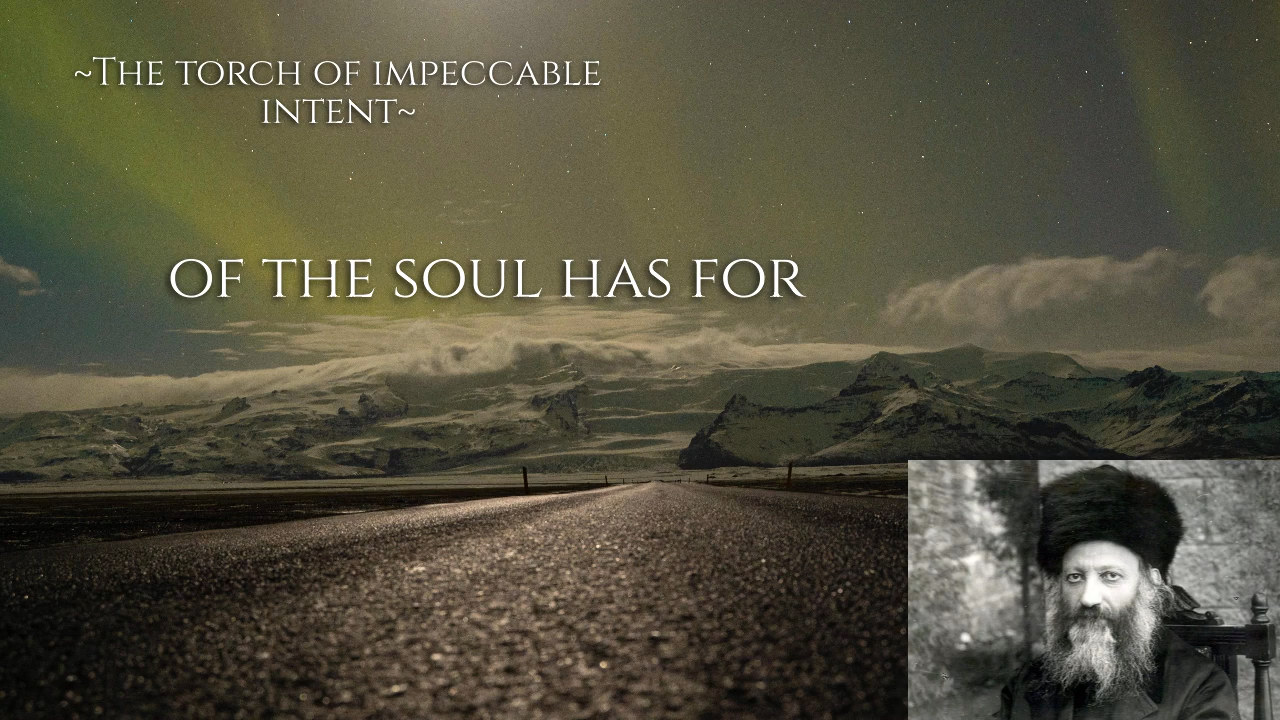 ~The torch of impeccable
intent~
of the soul has for